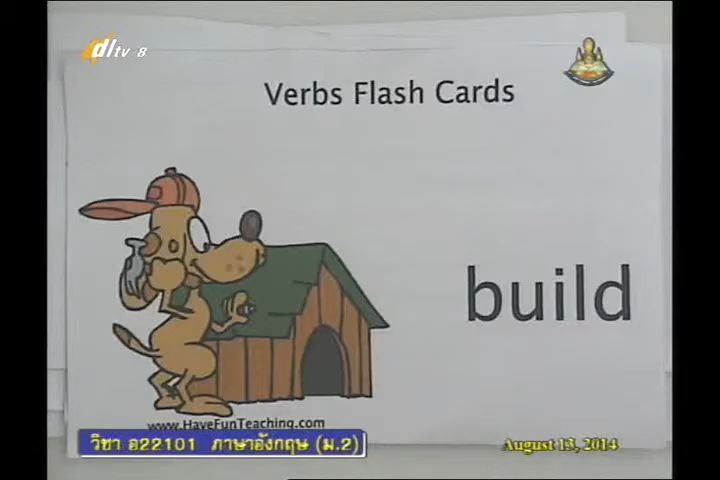 dltv 8
Verbs Flash Cards
build
www.HaveFunTeaching.com
วิชา อ22101 ภาษาอังกฤษ (ม.2)
August 13, 2014